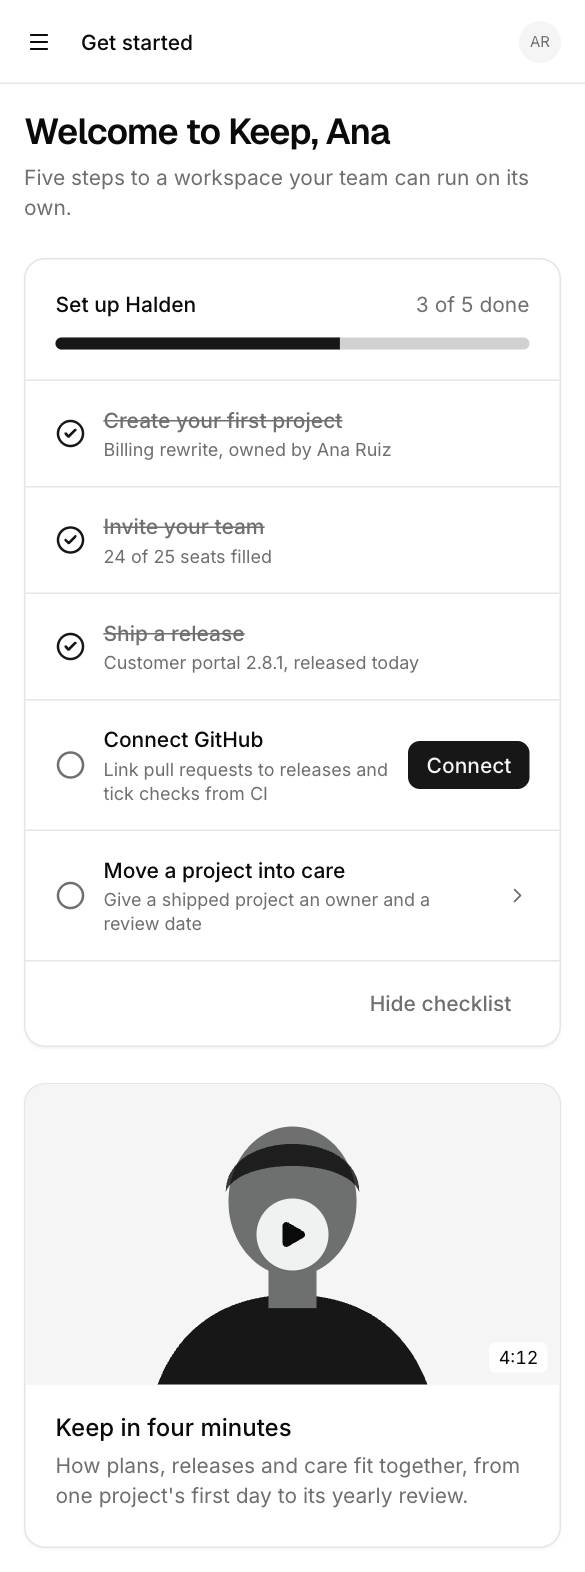 Get started
AR
Welcome to Keep, Ana
Five steps to a workspace your team can run on its
own.
Set up Halden
3 of 5 done
Create your first project
Billing rewrite, owned by Ana Ruiz
Invite your team
24 of 25 seats filled
Ship a release
Customer portal 2.8.1, released today
Connect GitHub
Link pull requests to releases and
tick checks from CI
Connect
Move a project into care
Give a shipped project an owner and a
review date
Hide checklist
4:12
Keep in four minutes
How plans, releases and care fit together, from
one project's first day to its yearly review.